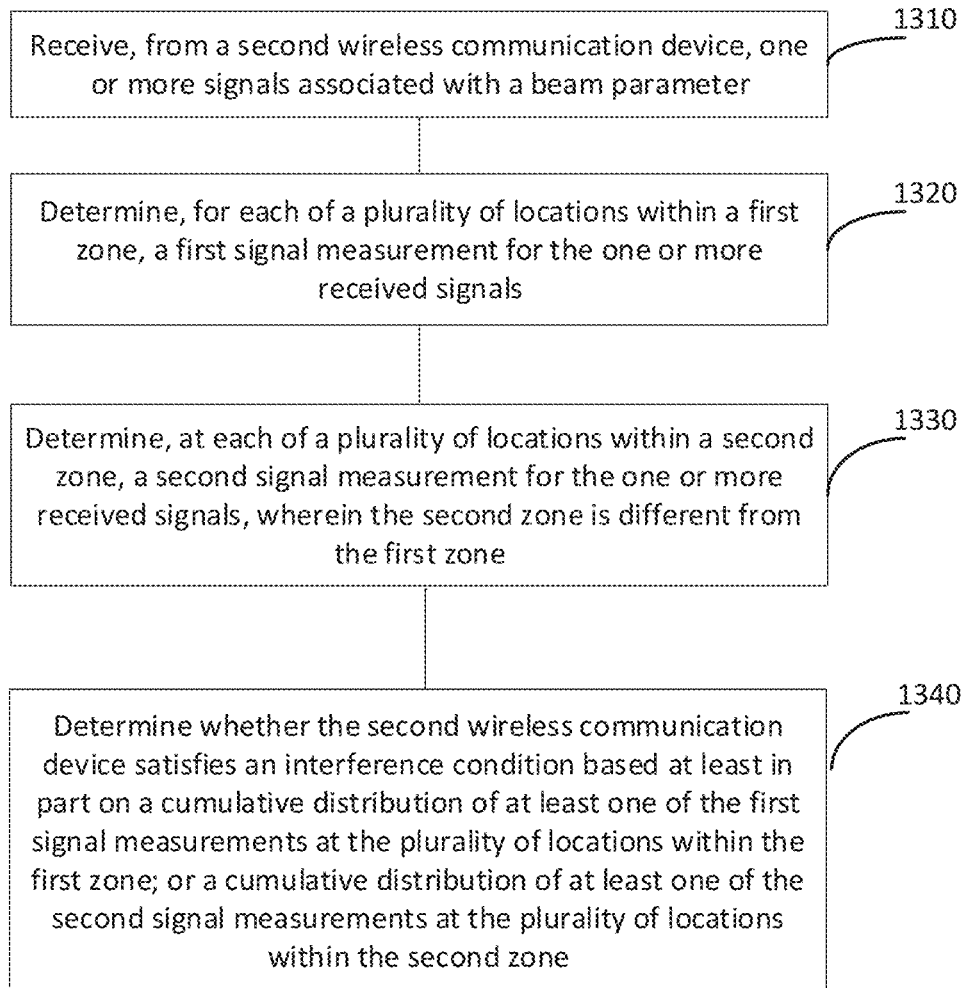 1310
Receive, from a second wireless communication device, one
or more signals associated with a beam parameter
1320
Determine, for each of a plurality of locations within a first
zone, a first signal measurement for the one or more
received signals
1330
Determine, at each of a plurality of locations within a second
zone, a second signal measurement for the one or more
received signals, wherein the second zone is different from
the first zone
1340
Determine whether the second wireless communication
device satisfies an interference condition based at least in
part on a cumulative distribution of at least one of the first
signal measurements at the plurality of locations within the
first zone; or a cumulative distribution of at least one of the
second signal measurements at the plurality of locations
within the second zone